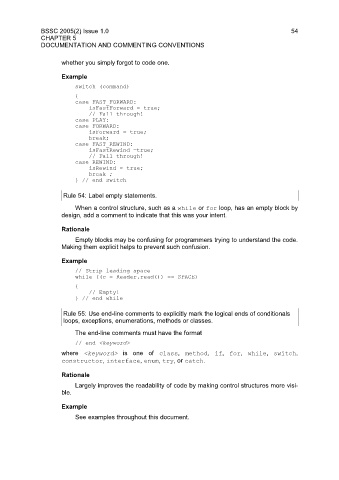 BSSC 2005(2) Issue 1.0 54
CHAPTER 5
DOCUMENTATION AND COMMENTING CONVENTIONS
whether you simply forgot to code one.
Example
switch (command)
{
case FAST_FORWARD:
isFastForward = true;
// Fall through!
case PLAY:
case FORWARD:
isForward = true;
break;
case FAST_REWIND:
isFastRewind =true;
// Fall through!
case REWIND:
isRewind = true;
break ;
} // end switch
Rule 54: Label empty statements.
When a control structure, such as a while or for loop, has an empty block by
design, add a comment to indicate that this was your intent
Rationale
Empty blocks may be confusing for programmers trying to understand the code.
Making them explicit helps to prevent such confusion.
Example
// Strip leading space
while ((c = Reader.read()) == SPACE)
{
// Empty!
} // end while
Rule 55: Use end-line comments to explicitly mark the logical ends of conditionals
loops, exceptions, enumerations, methods or classes.
The end-line comments must have the format
// end <keyword>
where <keyword> is one of class, method, if, for, while, switch,
constructor, interface, enum, try, or catch.
Rationale
Largely improves the readability of code by making control structures more visi-
ble.
Example
See examples throughout this document.